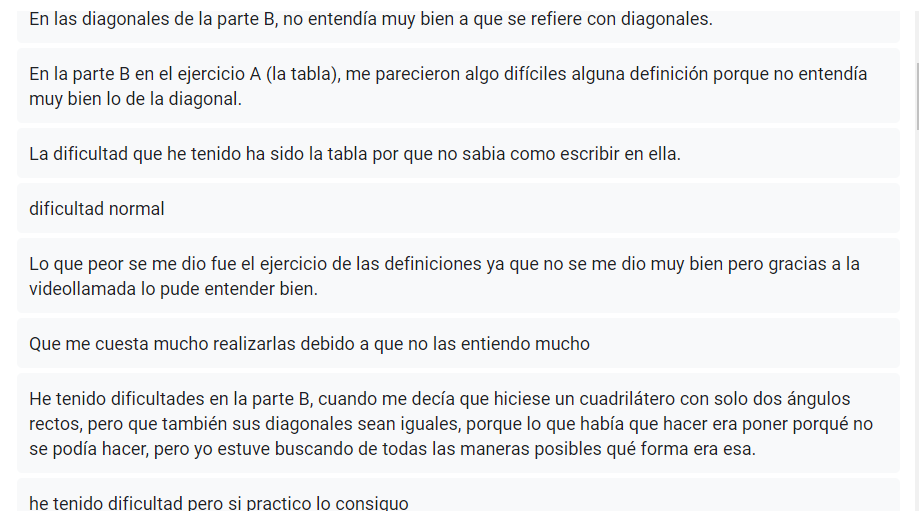 En las diagonales de la parte B, no entendía muy bien a que se refiere con diagonales.
En la parte B en el ejercicio A (la tabla), me parecieron algo difíciles alguna definición porque no entendía
muy bien lo de la diagonal.
La dificultad que he tenido ha sido la tabla por que no sabia como escribir en ella.
dificultad normal
Lo que peor se me dio fue el ejercicio de las definiciones ya que no se me dio muy bien pero gracias a la
videollamada lo pude entender bien.
Que me cuesta mucho realizarlas debido a que no las entiendo mucho
He tenido dificultades en la parte B, cuando me decía que hiciese un cuadrilátero con solo dos ángulos
rectos, pero que también sus diagonales sean iguales, porque lo que había que hacer era poner porqué no
se podía hacer, pero yo estuve buscando de todas las maneras posibles qué forma era esa.
he tenido dificultad pero si practico lo consiguo